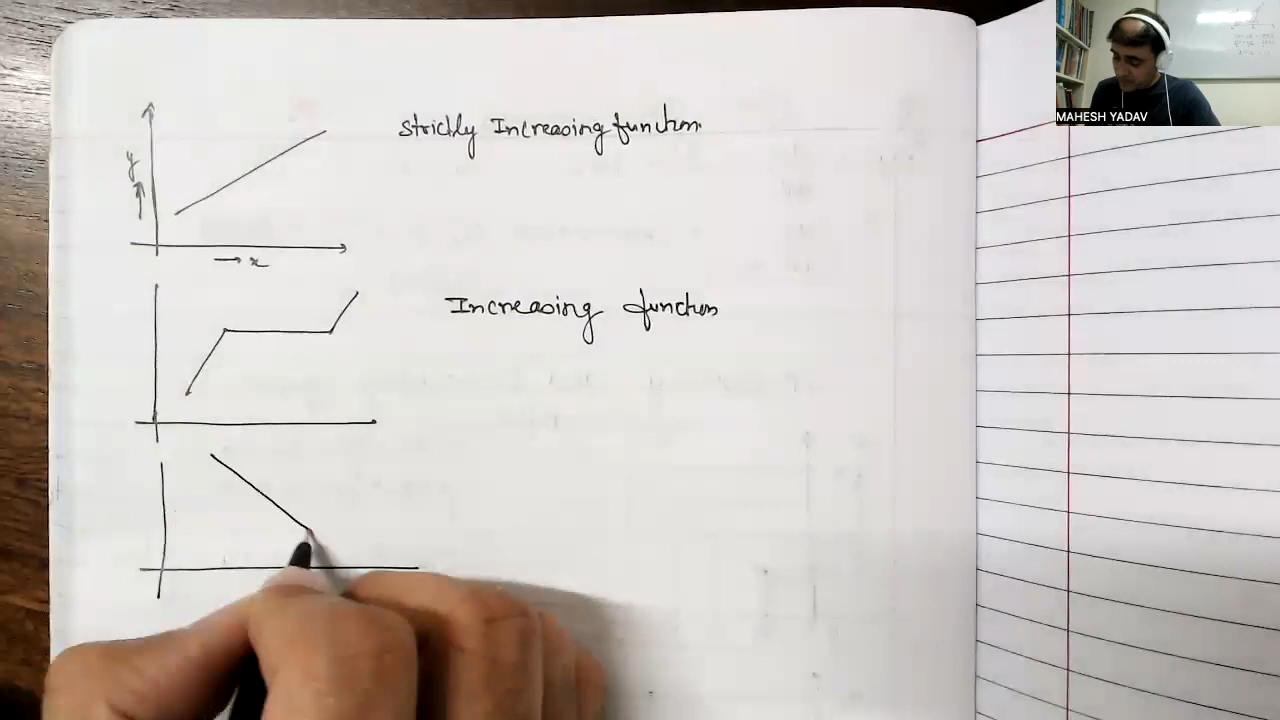 MAHESH YADAV
Strictly Increasing function.
y
→ x
Increasing function